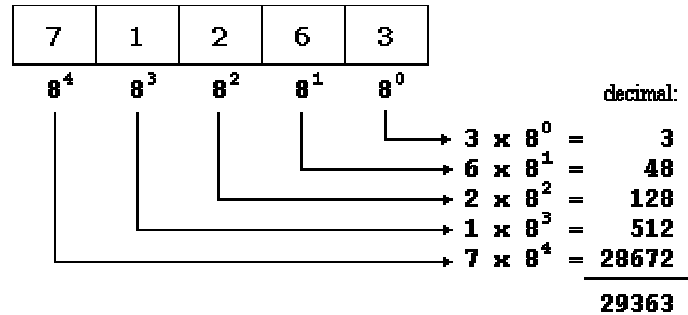 7 1 2 6 3
8⁴ 8³ 8² 8¹ 8⁰
decimal:
3 x 8⁰ = 3
6 x 8¹ = 48
2 x 8² = 128
1 x 8³ = 512
7 x 8⁴ = 28672
29363